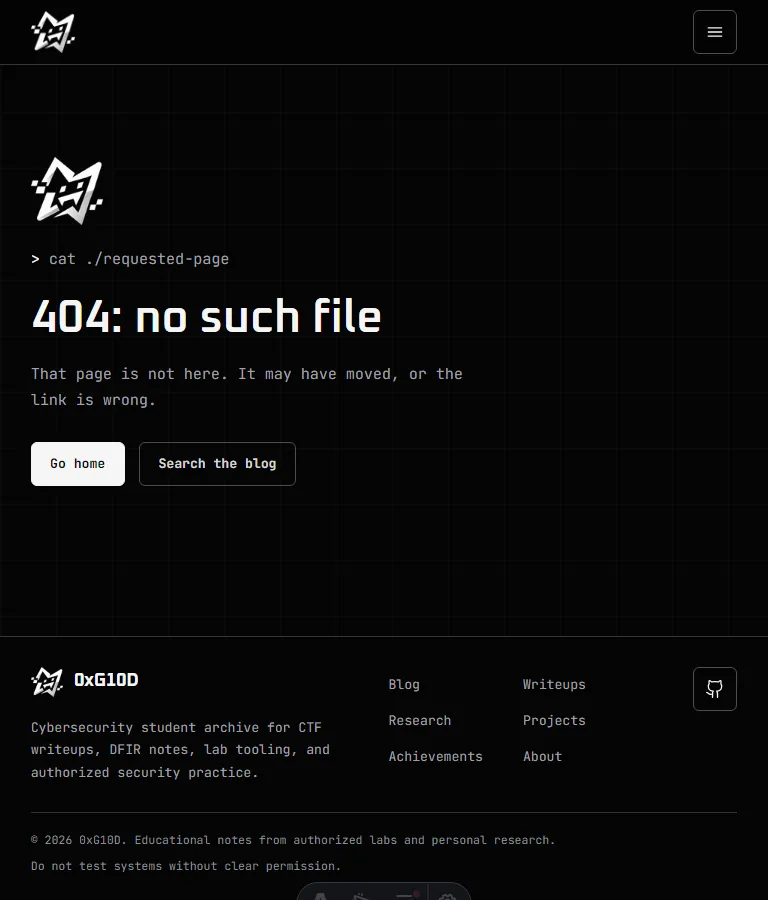 > cat ./requested-page
404: no such file
That page is not here. It may have moved, or the
link is wrong.
Go home
Search the blog
0xG10D
Cybersecurity student archive for CTF
writeups, DFIR notes, lab tooling, and
authorized security practice.
Blog
Writeups
Research
Projects
Achievements
About
© 2026 0xG10D. Educational notes from authorized labs and personal research.
Do not test systems without clear permission.